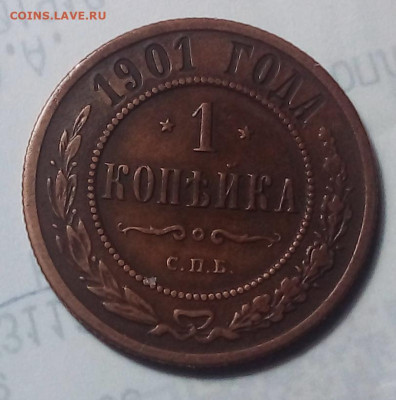 COINS.LAVE.RU
1901 ГОДА
* 1 *
КОПѢЙКА
С.П.Б.